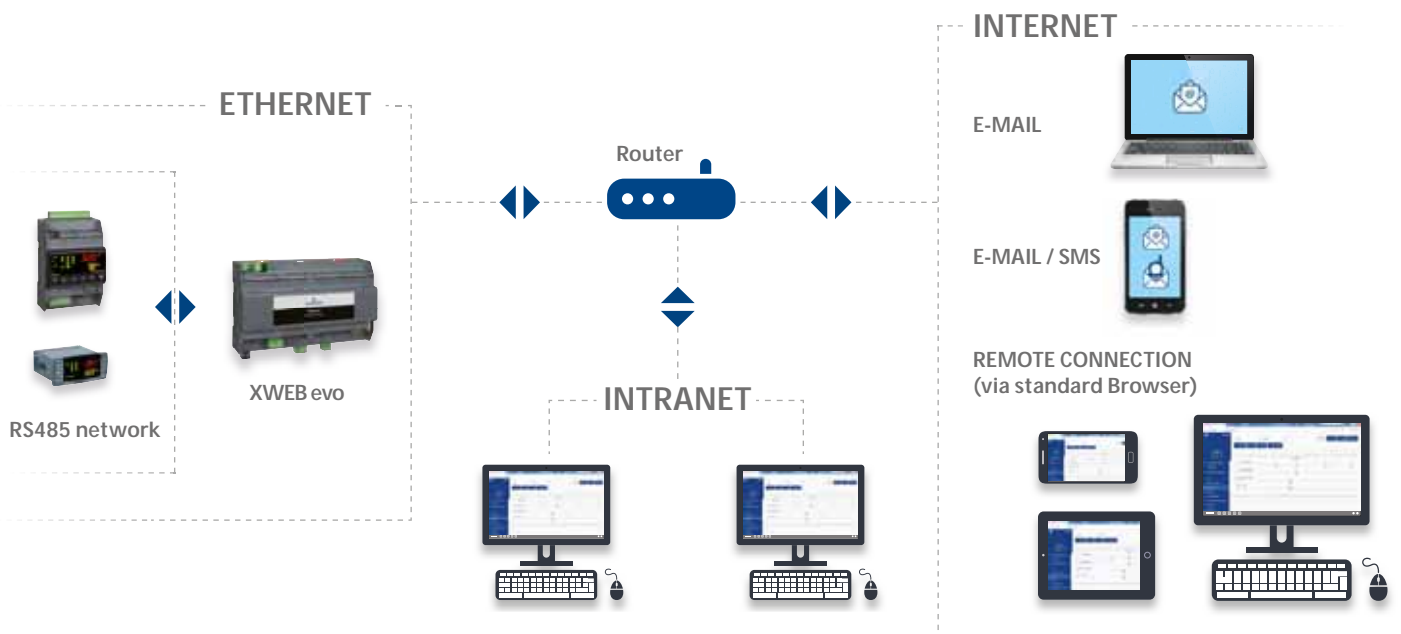 INTERNET
ETHERNET
E-MAIL
Router
E-MAIL / SMS
XWEB evo
RS485 network
INTRANET
REMOTE CONNECTION
(via standard Browser)